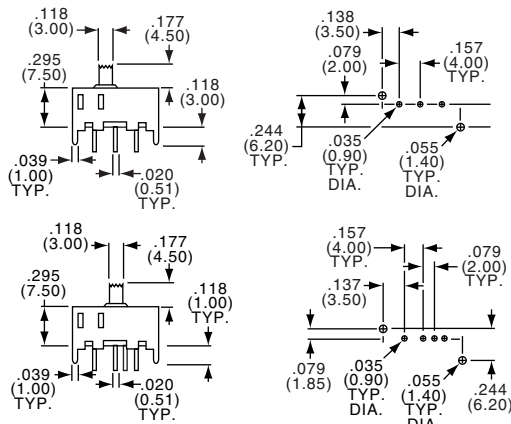 .118
(3.00)
.177
(4.50)
.295
(7.50)
.118
(3.00)
.039
(1.00)
TYP.
.020
(0.51)
TYP.
.138
(3.50)
.079
(2.00)
.157
(4.00)
TYP.
.244
(6.20)
TYP.
.035
(0.90)
TYP.
DIA.
.055
(1.40)
TYP.
DIA.
.118
(3.00)
.177
(4.50)
.295
(7.50)
.118
(1.00)
TYP.
.039
(1.00)
TYP.
.020
(0.51)
TYP.
.157
(4.00)
TYP.
.079
(2.00)
TYP.
.137
(3.50)
.079
(1.85)
.035
(0.90)
TYP.
DIA.
.055
(1.40)
TYP.
DIA.
.244
(6.20)